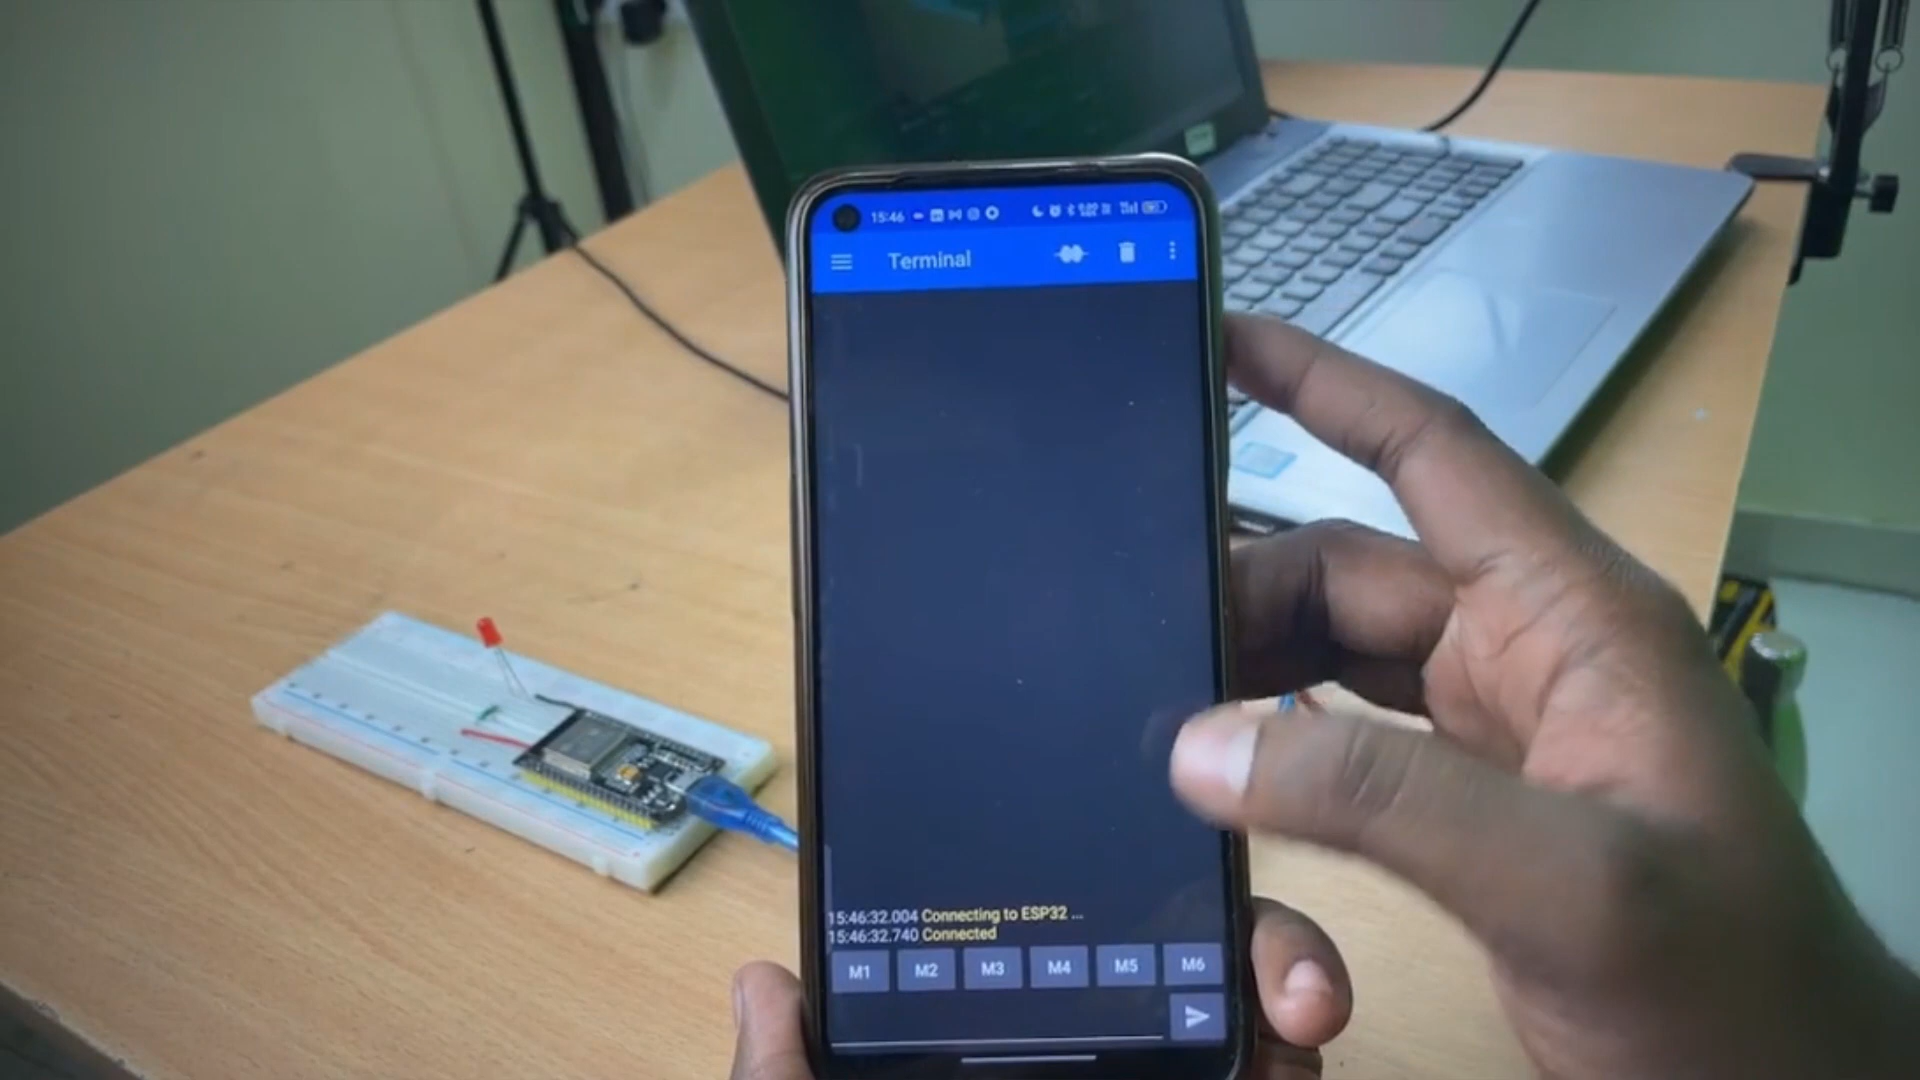 15:46
Terminal
15:46:32.004 Connecting to ESP32 ...
15:46:32.740 Connected
M1 M2 M3 M4 M5 M6